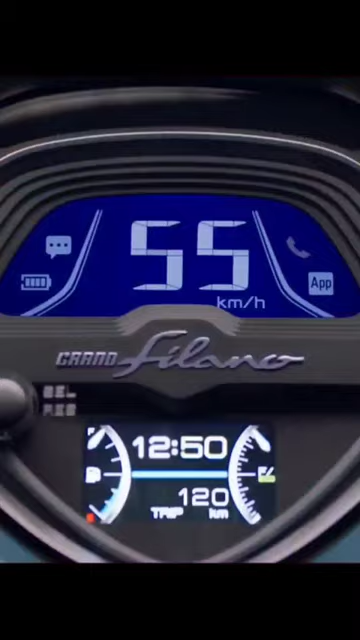 55
km/h
App
GRAND Filano
SEL
RES
F
12:50
120
TRIP km